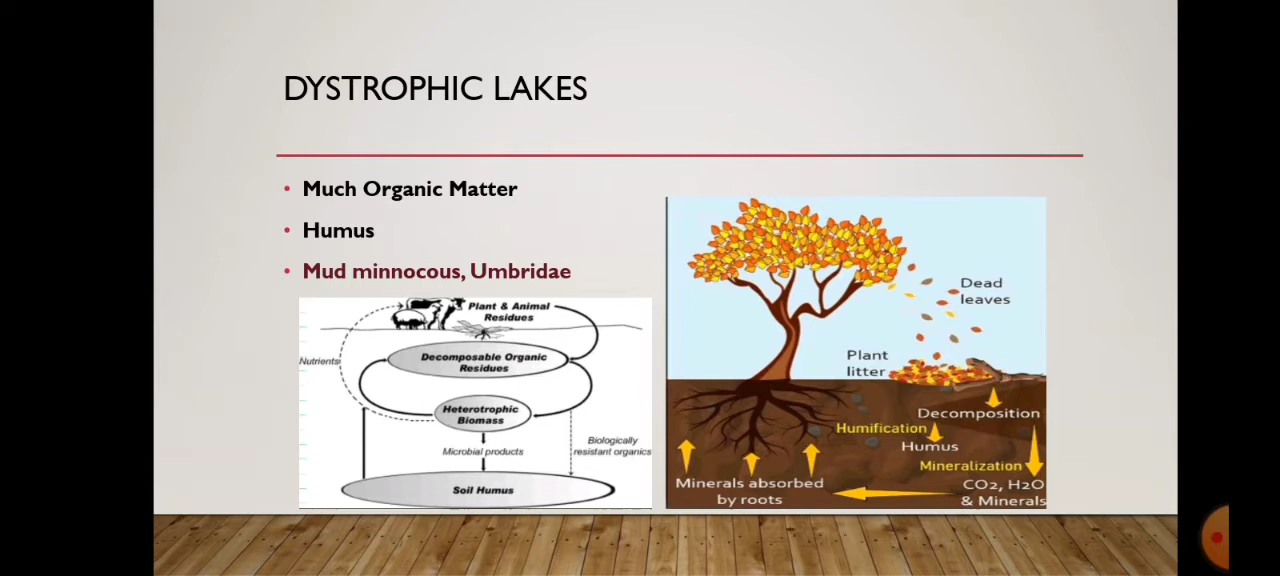 DYSTROPHIC LAKES
Much Organic Matter
Humus
Mud minnocous, Umbridae
Plant & Animal
Residues
Nutrients
Decomposable Organic
Residues
Heterotrophic
Biomass
Microbial products
Biologically
resistant organics
Soil Humus
Dead
leaves
Plant
litter
Decomposition
Humification
Humus
Mineralization
CO2, H2O
& Minerals
Minerals absorbed
by roots